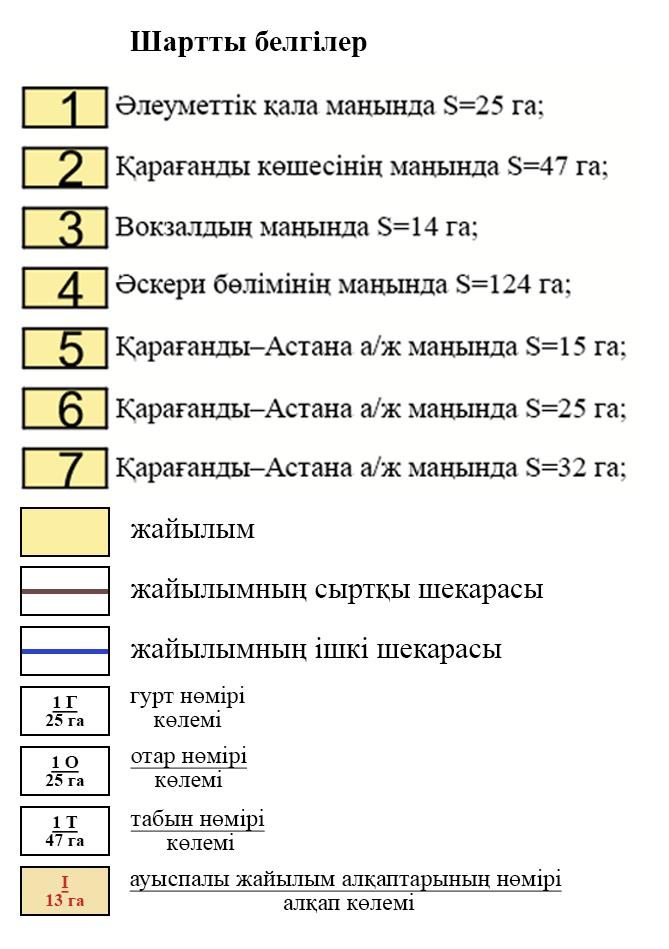 Шартты белгілер
1 Әлеуметтік қала маңында S=25 га;
2 Қарағанды көшесінің маңында S=47 га;
3 Вокзалдың маңында S=14 га;
4 Әскери бөлімінің маңында S=124 га;
5 Қарағанды–Астана а/ж маңында S=15 га;
6 Қарағанды–Астана а/ж маңында S=25 га;
7 Қарағанды–Астана а/ж маңында S=32 га;
жайылым
жайылымның сыртқы шекарасы
жайылымның ішкі шекарасы
1 Г гурт нөмірі
25 га көлемі
1 О отар нөмірі
25 га көлемі
1 Т табын нөмірі
47 га көлемі
I ауыспалы жайылым алқаптарының нөмірі
13 га алқап көлемі